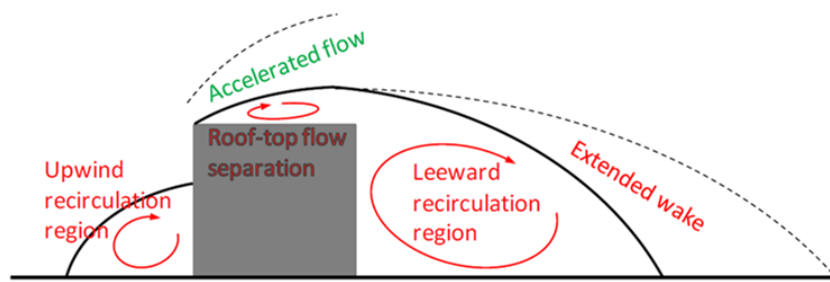 Accelerated flow
Roof-top flow
separation
Upwind
recirculation
region
Leeward
recirculation
region
Extended wake